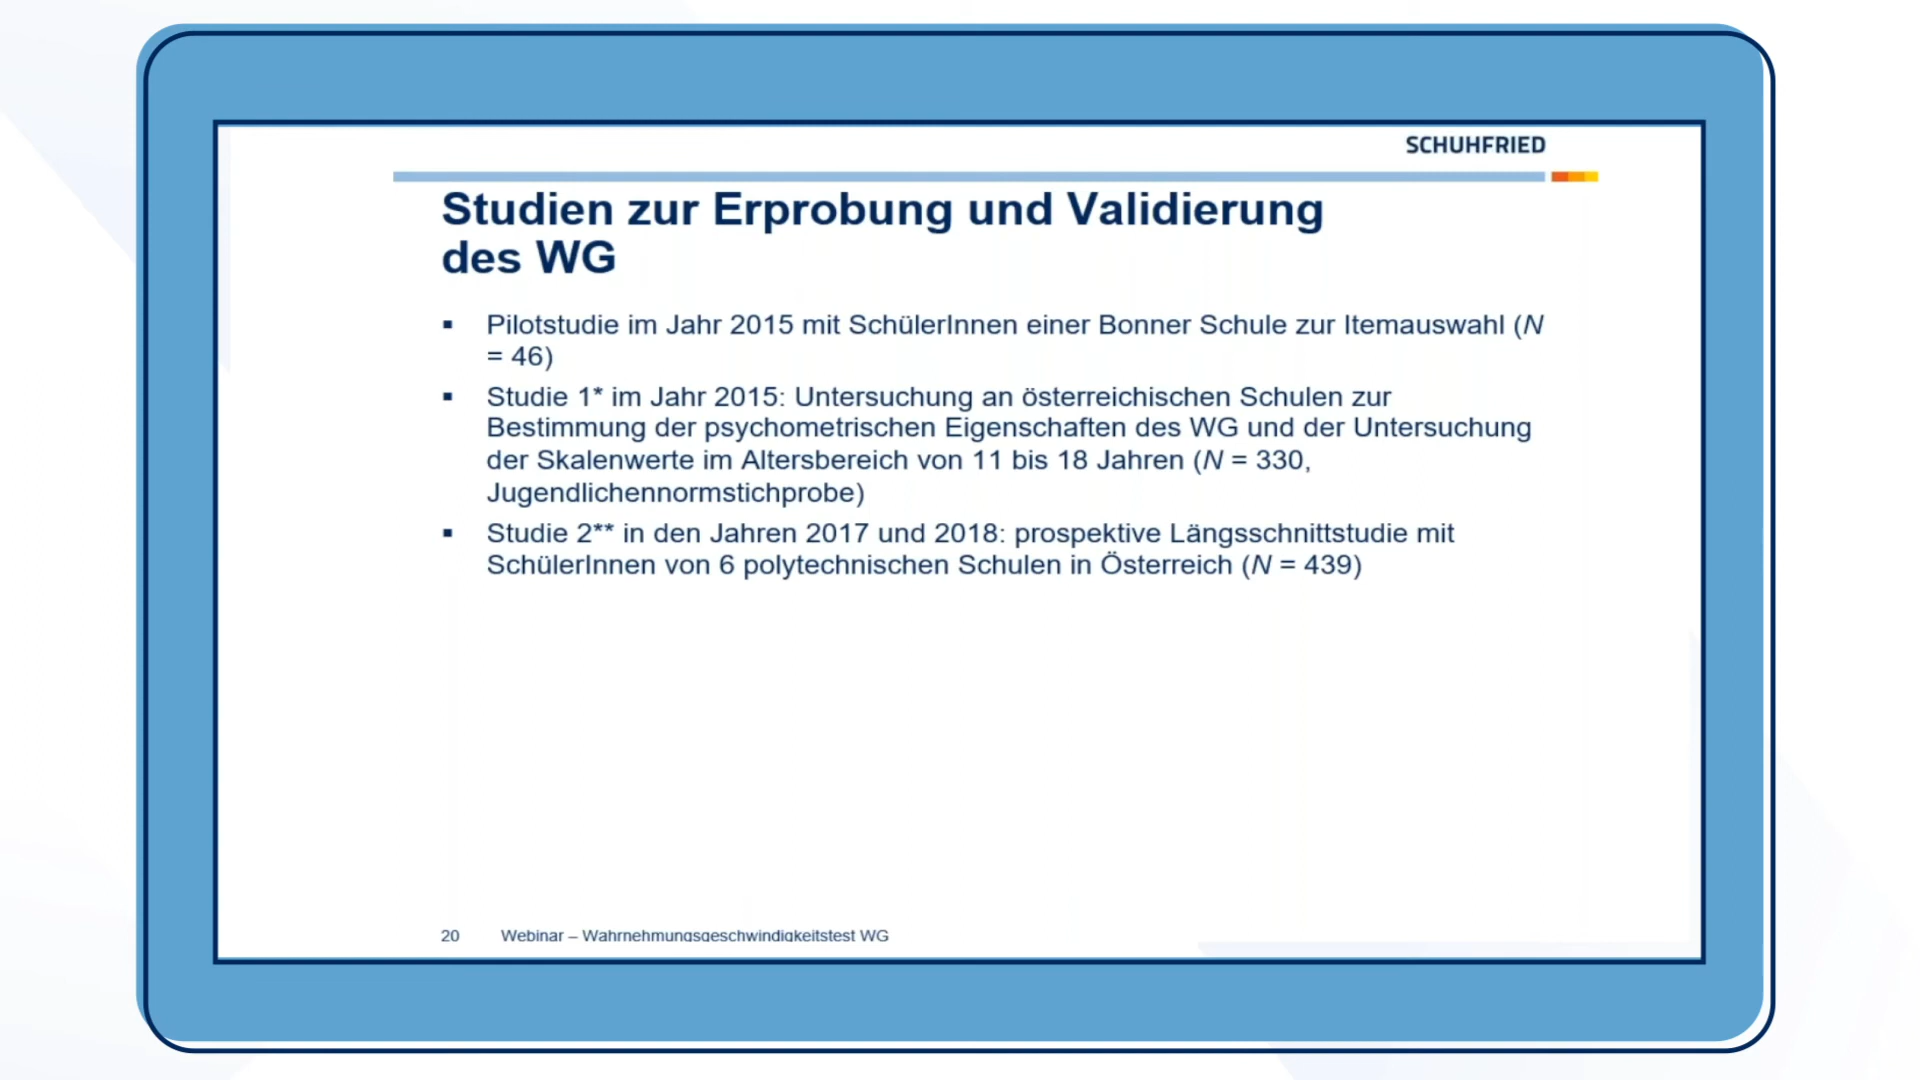 SCHUHFRIED
Studien zur Erprobung und Validierung
des WG
▪ Pilotstudie im Jahr 2015 mit SchülerInnen einer Bonner Schule zur Itemauswahl (N
= 46)
▪ Studie 1* im Jahr 2015: Untersuchung an österreichischen Schulen zur
Bestimmung der psychometrischen Eigenschaften des WG und der Untersuchung
der Skalenwerte im Altersbereich von 11 bis 18 Jahren (N = 330,
Jugendlichennormstichprobe)
▪ Studie 2** in den Jahren 2017 und 2018: prospektive Längsschnittstudie mit
SchülerInnen von 6 polytechnischen Schulen in Österreich (N = 439)
20 Webinar – Wahrnehmungsgeschwindigkeitstest WG